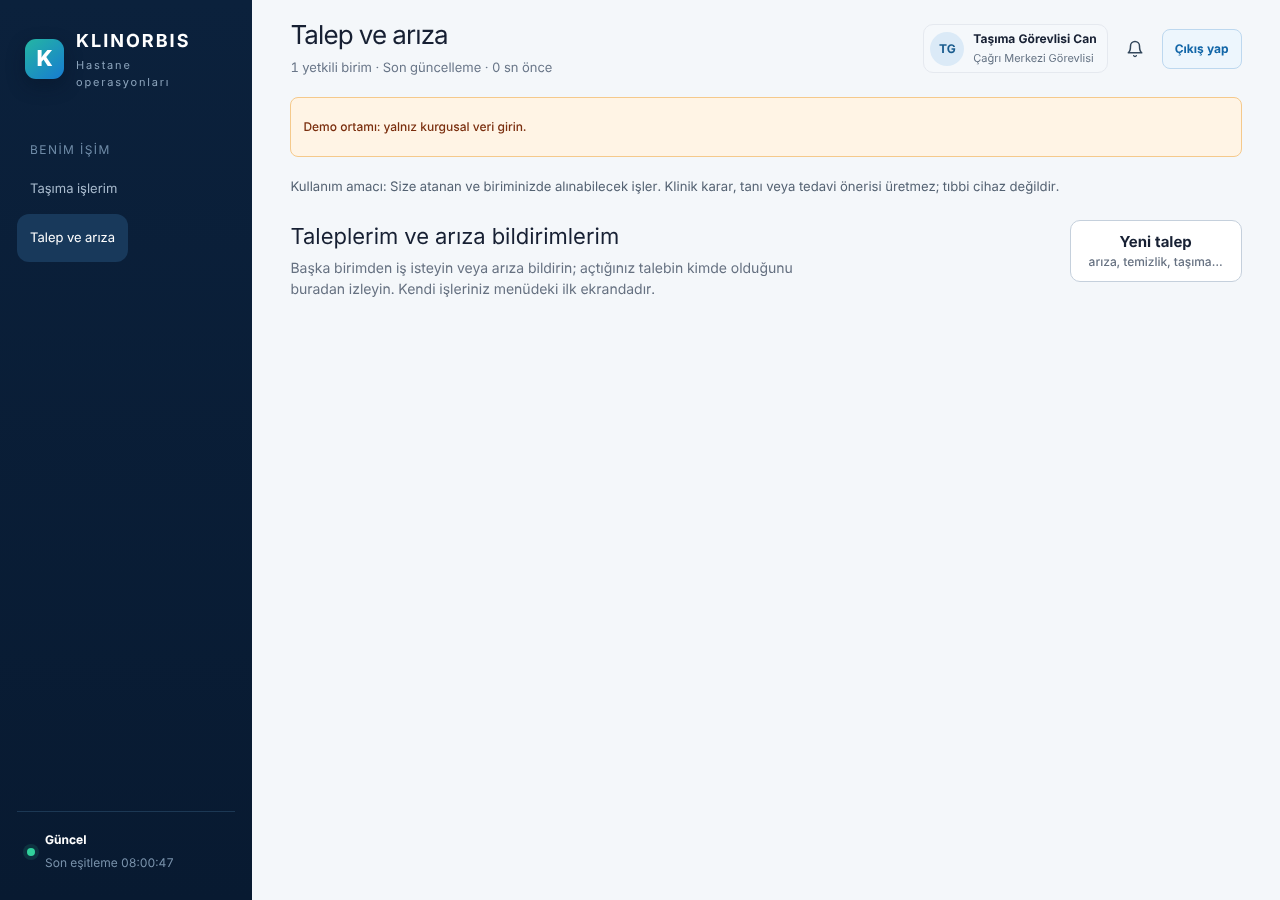 K
KLINORBIS
Hastane
operasyonları
BENİM İŞİM
Taşıma işlerim
Talep ve arıza
Güncel
Son eşitleme 08:00:47
Talep ve arıza
1 yetkili birim · Son güncelleme · 0 sn önce
TG
Taşıma Görevlisi Can
Çağrı Merkezi Görevlisi
Çıkış yap
Demo ortamı: yalnız kurgusal veri girin.
Kullanım amacı: Size atanan ve biriminizde alınabilecek işler. Klinik karar, tanı veya tedavi önerisi üretmez; tıbbi cihaz değildir.
Taleplerim ve arıza bildirimlerim
Başka birimden iş isteyin veya arıza bildirin; açtığınız talebin kimde olduğunu
buradan izleyin. Kendi işleriniz menüdeki ilk ekrandadır.
Yeni talep
arıza, temizlik, taşıma…